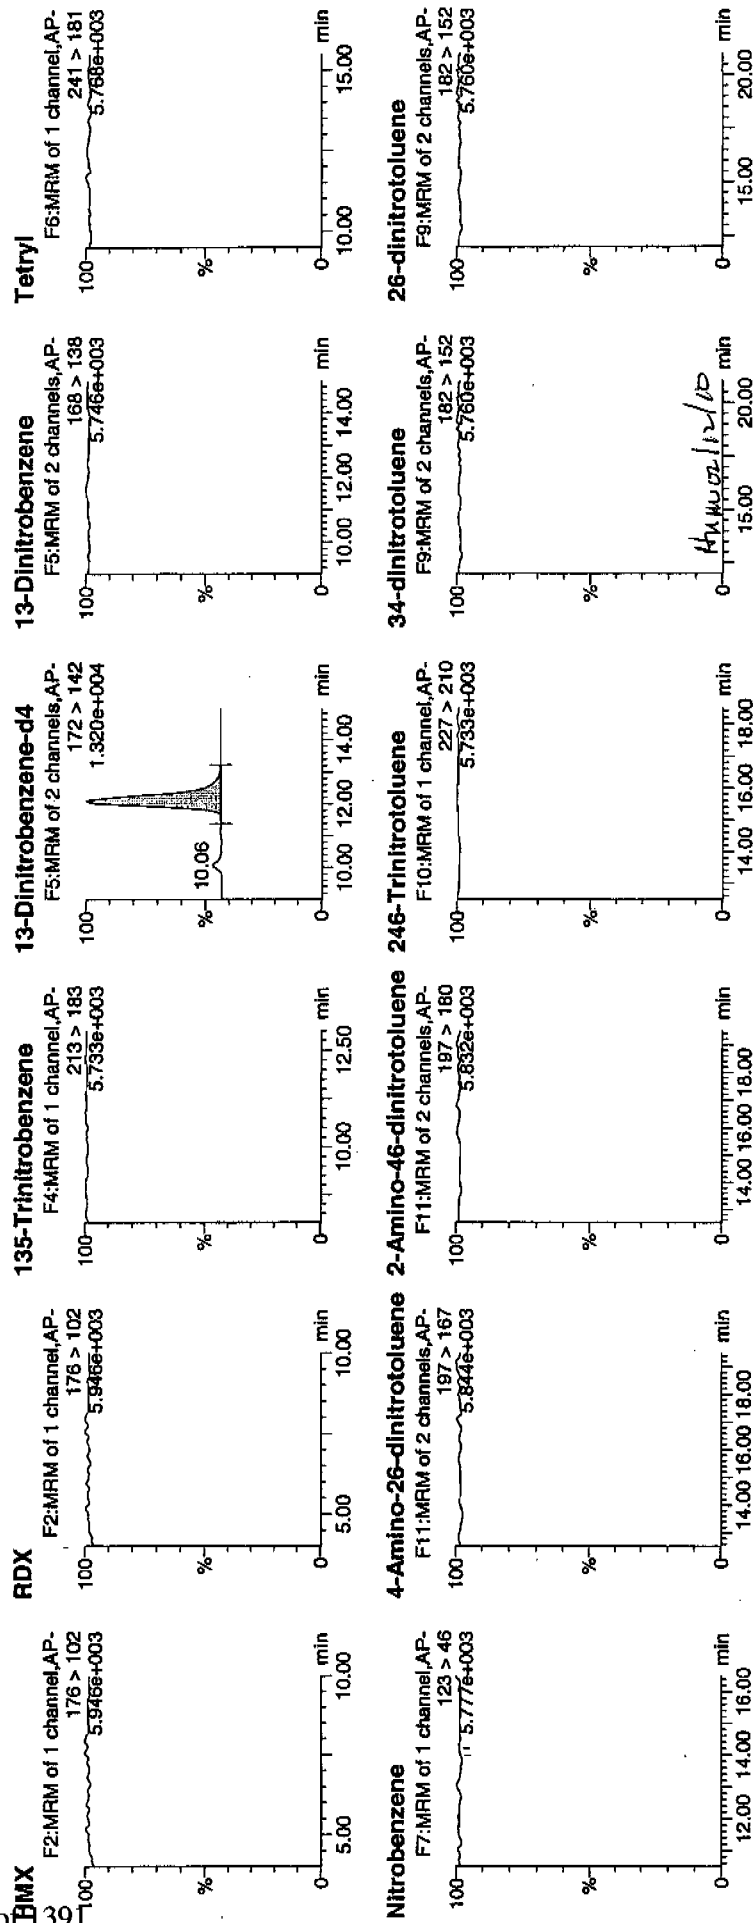 HMX
F2:MRM of 1 channel,AP-
176 > 102
5.946e+003
100
%
0
5.00
10.00
min
RDX
F2:MRM of 1 channel,AP-
176 > 102
5.946e+003
100
%
0
5.00
10.00
min
135-Trinitrobenzene
F4:MRM of 1 channel,AP-
213 > 183
5.733e+003
100
%
0
10.00
12.50
min
13-Dinitrobenzene-d4
F5:MRM of 2 channels,AP-
172 > 142
1.320e+004
100
%
10.06
0
10.00
12.00
14.00
min
13-Dinitrobenzene
F5:MRM of 2 channels,AP-
168 > 138
5.746e+003
100
%
0
10.00
12.00
14.00
min
Tetryl
F6:MRM of 1 channel,AP-
241 > 181
5.768e+003
100
%
0
10.00
15.00
min
Nitrobenzene
F7:MRM of 1 channel,AP-
123 > 46
5.777e+003
100
%
0
12.00
14.00
16.00
min
4-Amino-26-dinitrotoluene
F11:MRM of 2 channels,AP-
197 > 167
5.844e+003
100
%
0
14.00
16.00
18.00
min
2-Amino-46-dinitrotoluene
F11:MRM of 2 channels,AP-
197 > 180
5.832e+003
100
%
0
14.00
16.00
18.00
min
246-Trinitrotoluene
F10:MRM of 1 channel,AP-
227 > 210
5.733e+003
100
%
0
14.00
16.00
18.00
min
34-dinitrotoluene
F9:MRM of 2 channels,AP-
182 > 152
5.760e+003
100
%
0
15.00
20.00
min
26-dinitrotoluene
F9:MRM of 2 channels,AP-
182 > 152
5.760e+003
100
%
0
15.00
20.00
min
1391